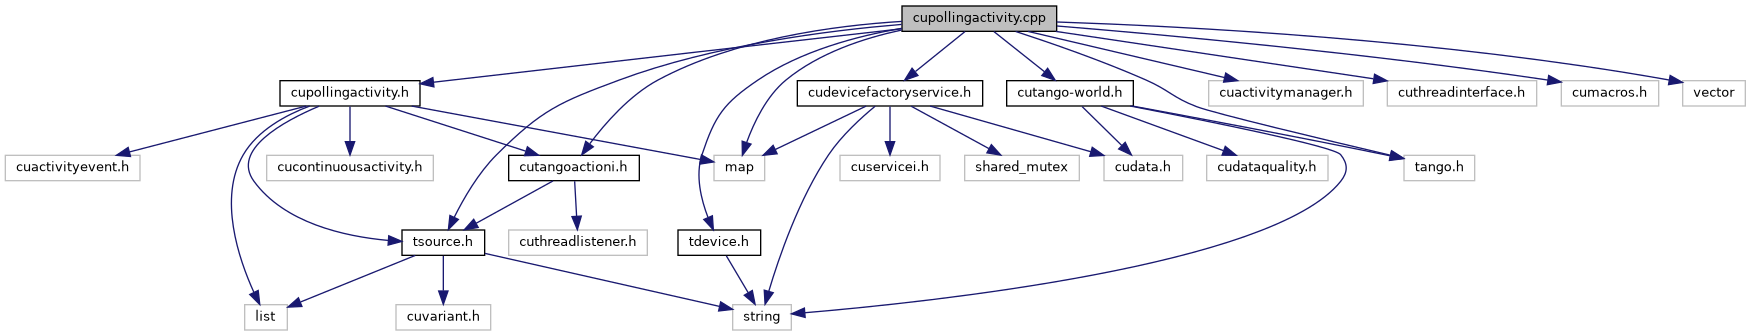 cupollingactivity.cpp
cupollingactivity.h
cudevicefactoryservice.h
cutango-world.h
cuactivitymanager.h
cuthreadinterface.h
cumacros.h
vector
cuactivityevent.h
cucontinuousactivity.h
cutangoactioni.h
map
cuservicei.h
shared_mutex
cudata.h
cudataquality.h
tango.h
tsource.h
cuthreadlistener.h
tdevice.h
list
cuvariant.h
string